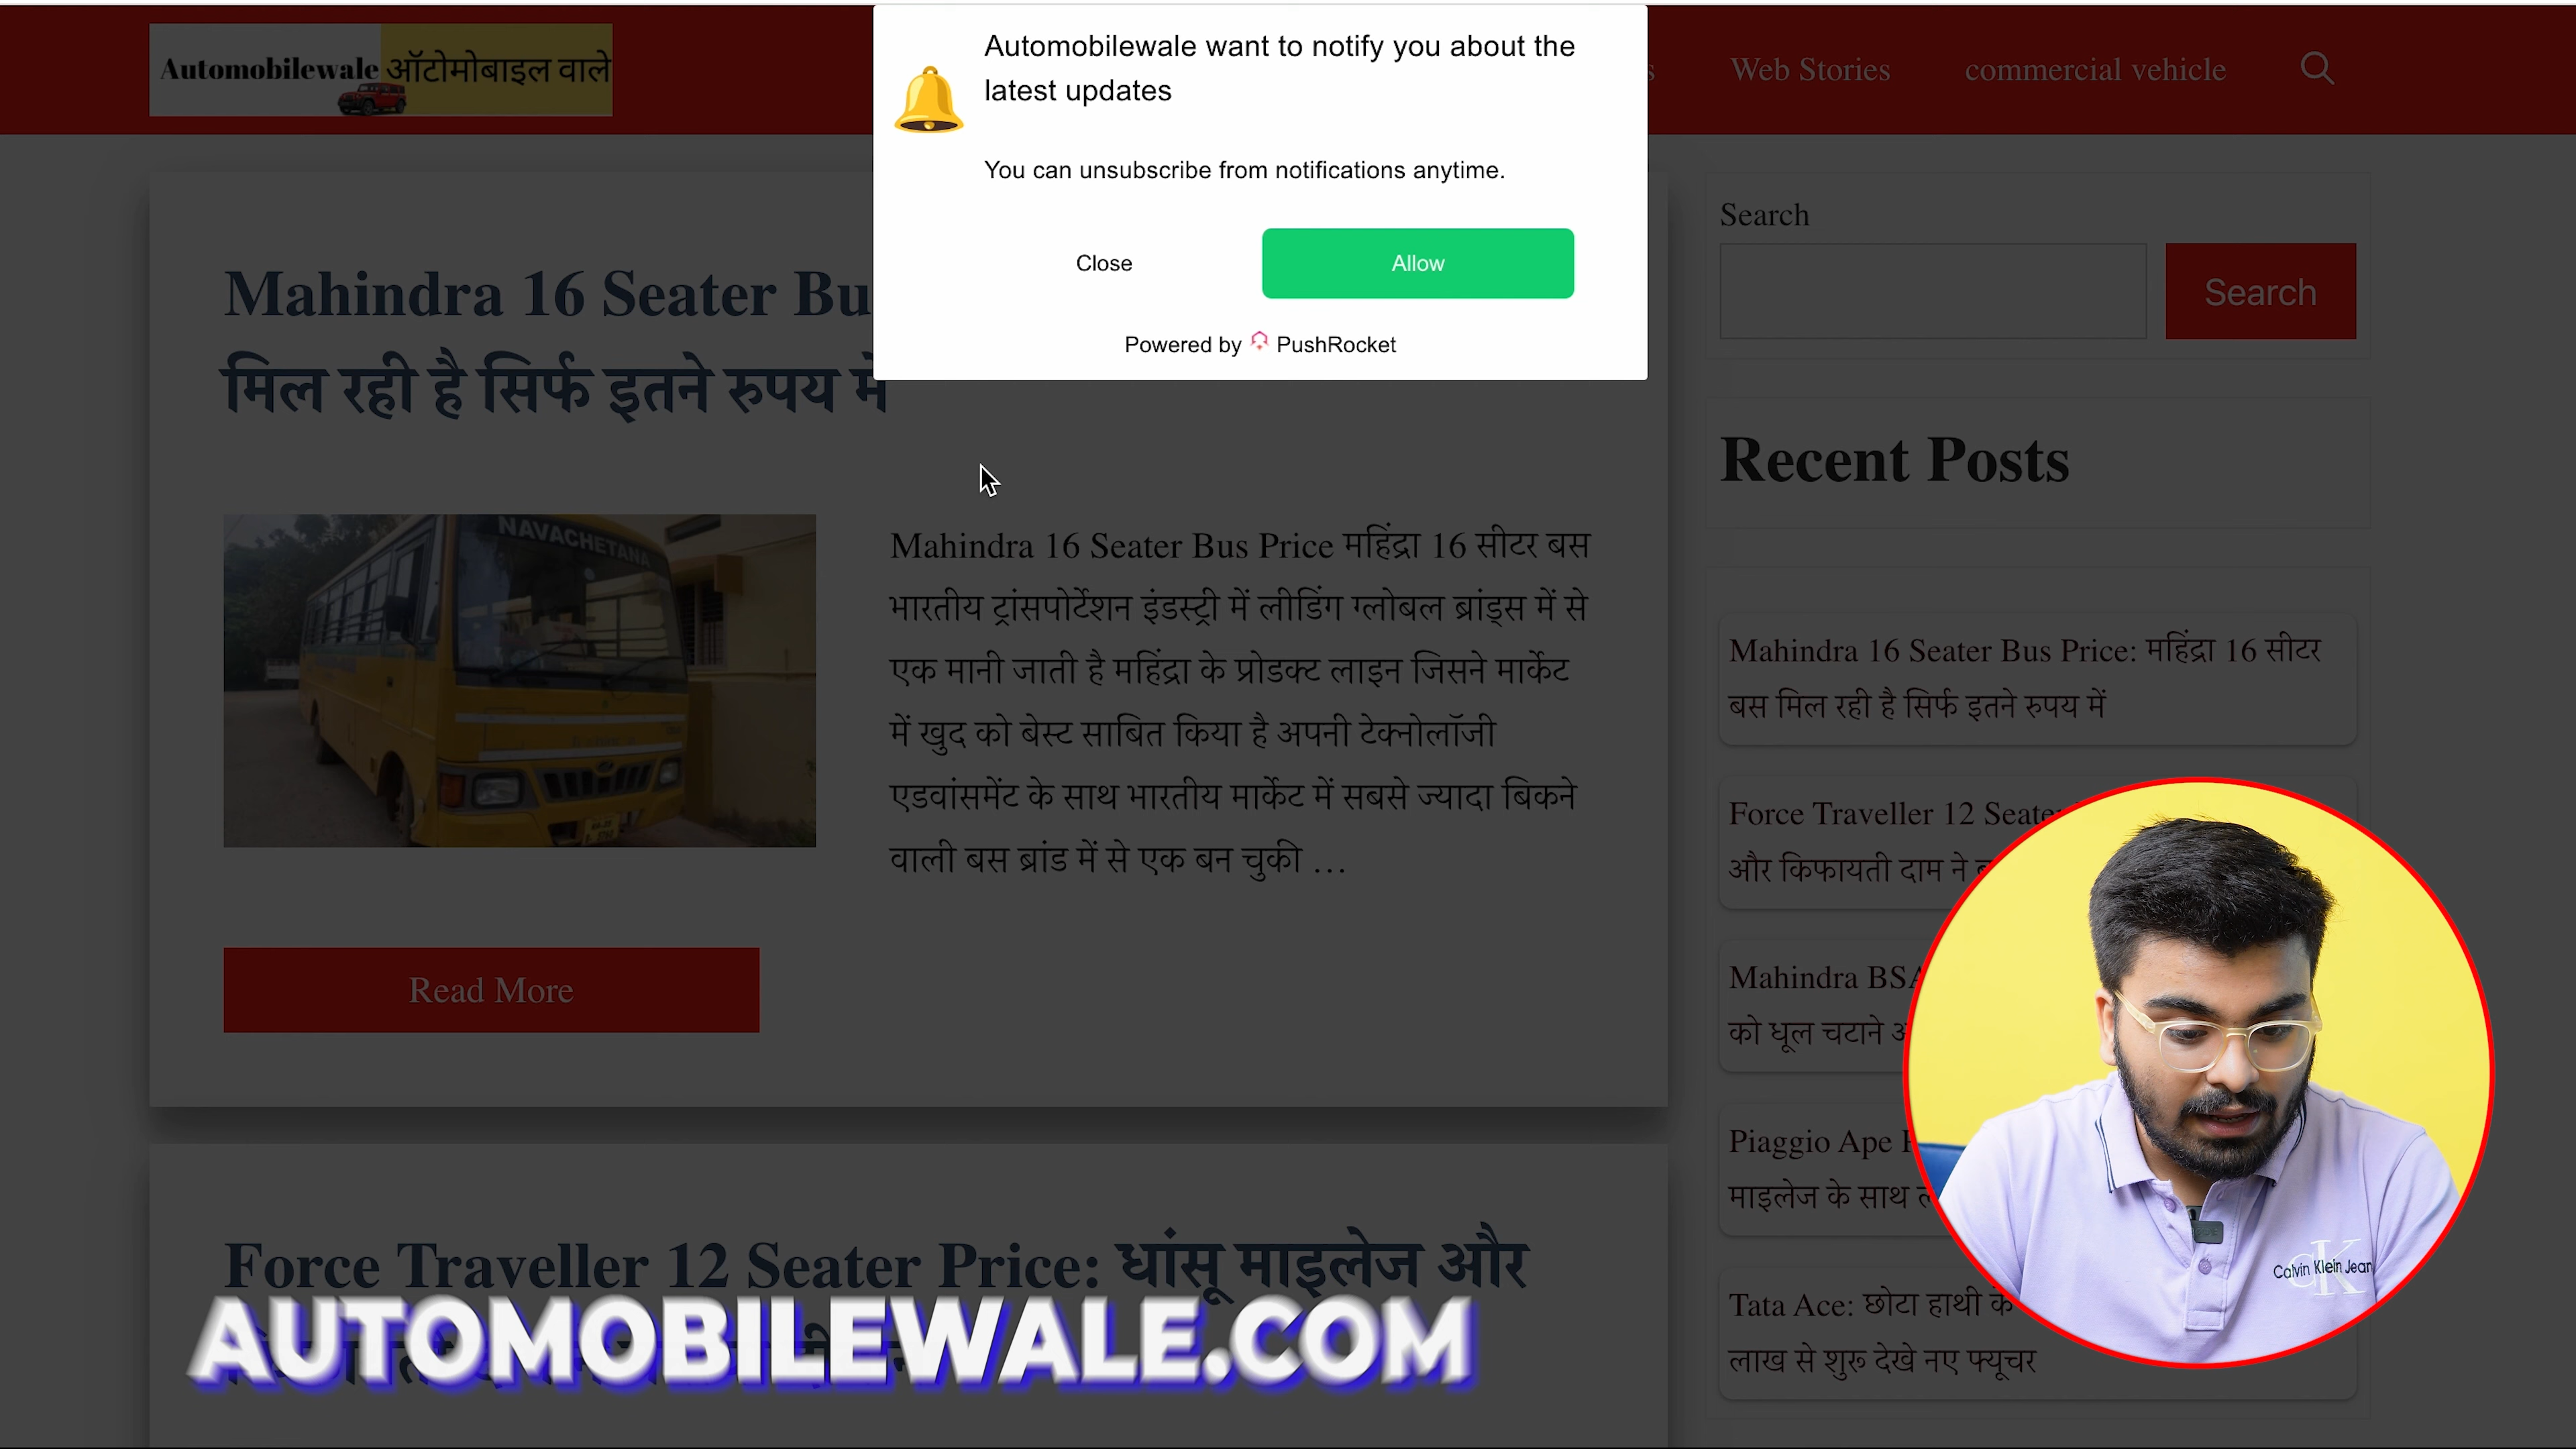 Automobilewale ऑटोमोबाइल वाले
Web Stories
commercial vehicle
Automobilewale want to notify you about the
latest updates
You can unsubscribe from notifications anytime.
Close
Allow
Powered by PushRocket
Mahindra 16 Seater
मिल रही है सिर्फ इतने रुपय में
NAVACHETANA
Mahindra 16 Seater Bus Price महिंद्रा 16 सीटर बस
भारतीय ट्रांसपोर्टेशन इंडस्ट्री में लीडिंग ग्लोबल ब्रांड्स में से
एक मानी जाती है महिंद्रा के प्रोडक्ट लाइन जिसने मार्केट
में खुद को बेस्ट साबित किया है अपनी टेक्नोलॉजी
एडवांसमेंट के साथ भारतीय मार्केट में सबसे ज्यादा बिकने
वाली बस ब्रांड में से एक बन चुकी …
Read More
Force Traveller 12 Seater Price: धांसू माइलेज और
AUTOMOBILEWALE.COM
Search
Search
Recent Posts
Mahindra 16 Seater Bus Price: महिंद्रा 16 सीटर
बस मिल रही है सिर्फ इतने रुपय में
Force Traveller 12
और किफायती दाम ने
Mahindra
को धूल चटाने
Piaggio Ape
माइलेज के साथ
Tata Ace: छोटा हाथी के
लाख से शुरू देखे नए फ्यूचर
CK
Calvin Klein Jean